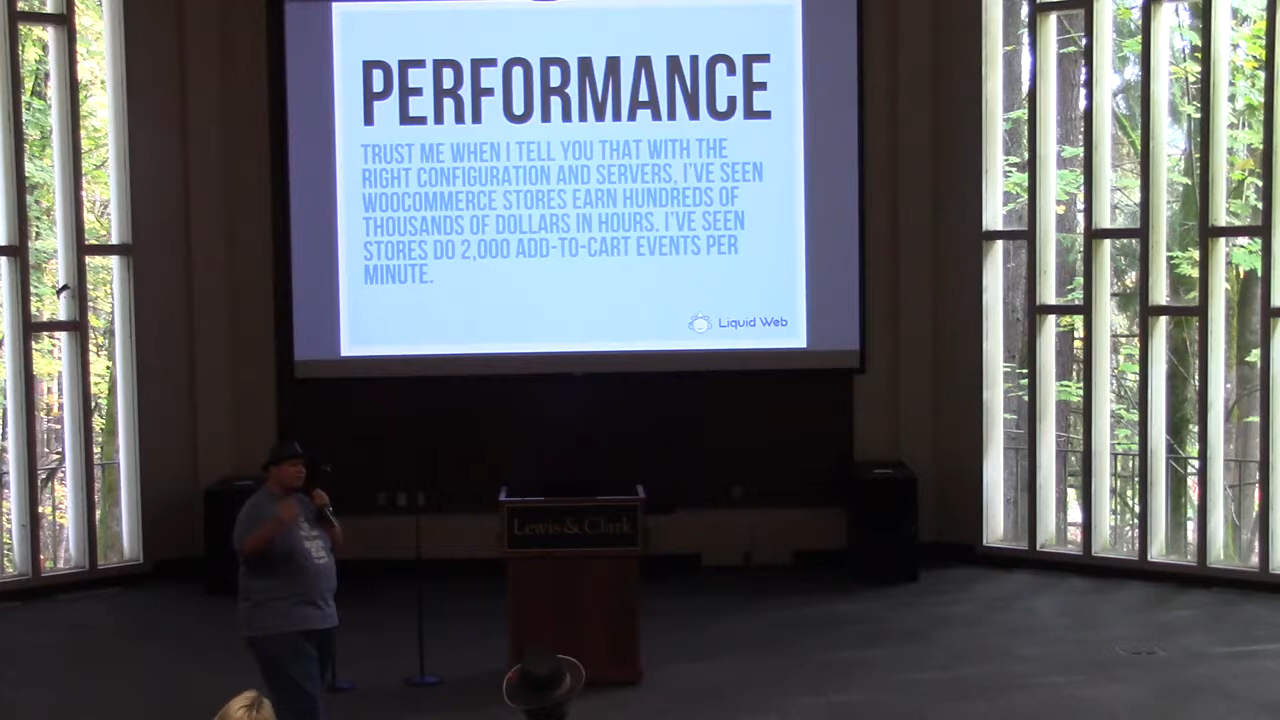 PERFORMANCE
TRUST ME WHEN I TELL YOU THAT WITH THE
RIGHT CONFIGURATION AND SERVERS, I'VE SEEN
WOOCOMMERCE STORES EARN HUNDREDS OF
THOUSANDS OF DOLLARS IN HOURS. I'VE SEEN
STORES DO 2,000 ADD-TO-CART EVENTS PER
MINUTE.
Liquid Web
Lewis & Clark